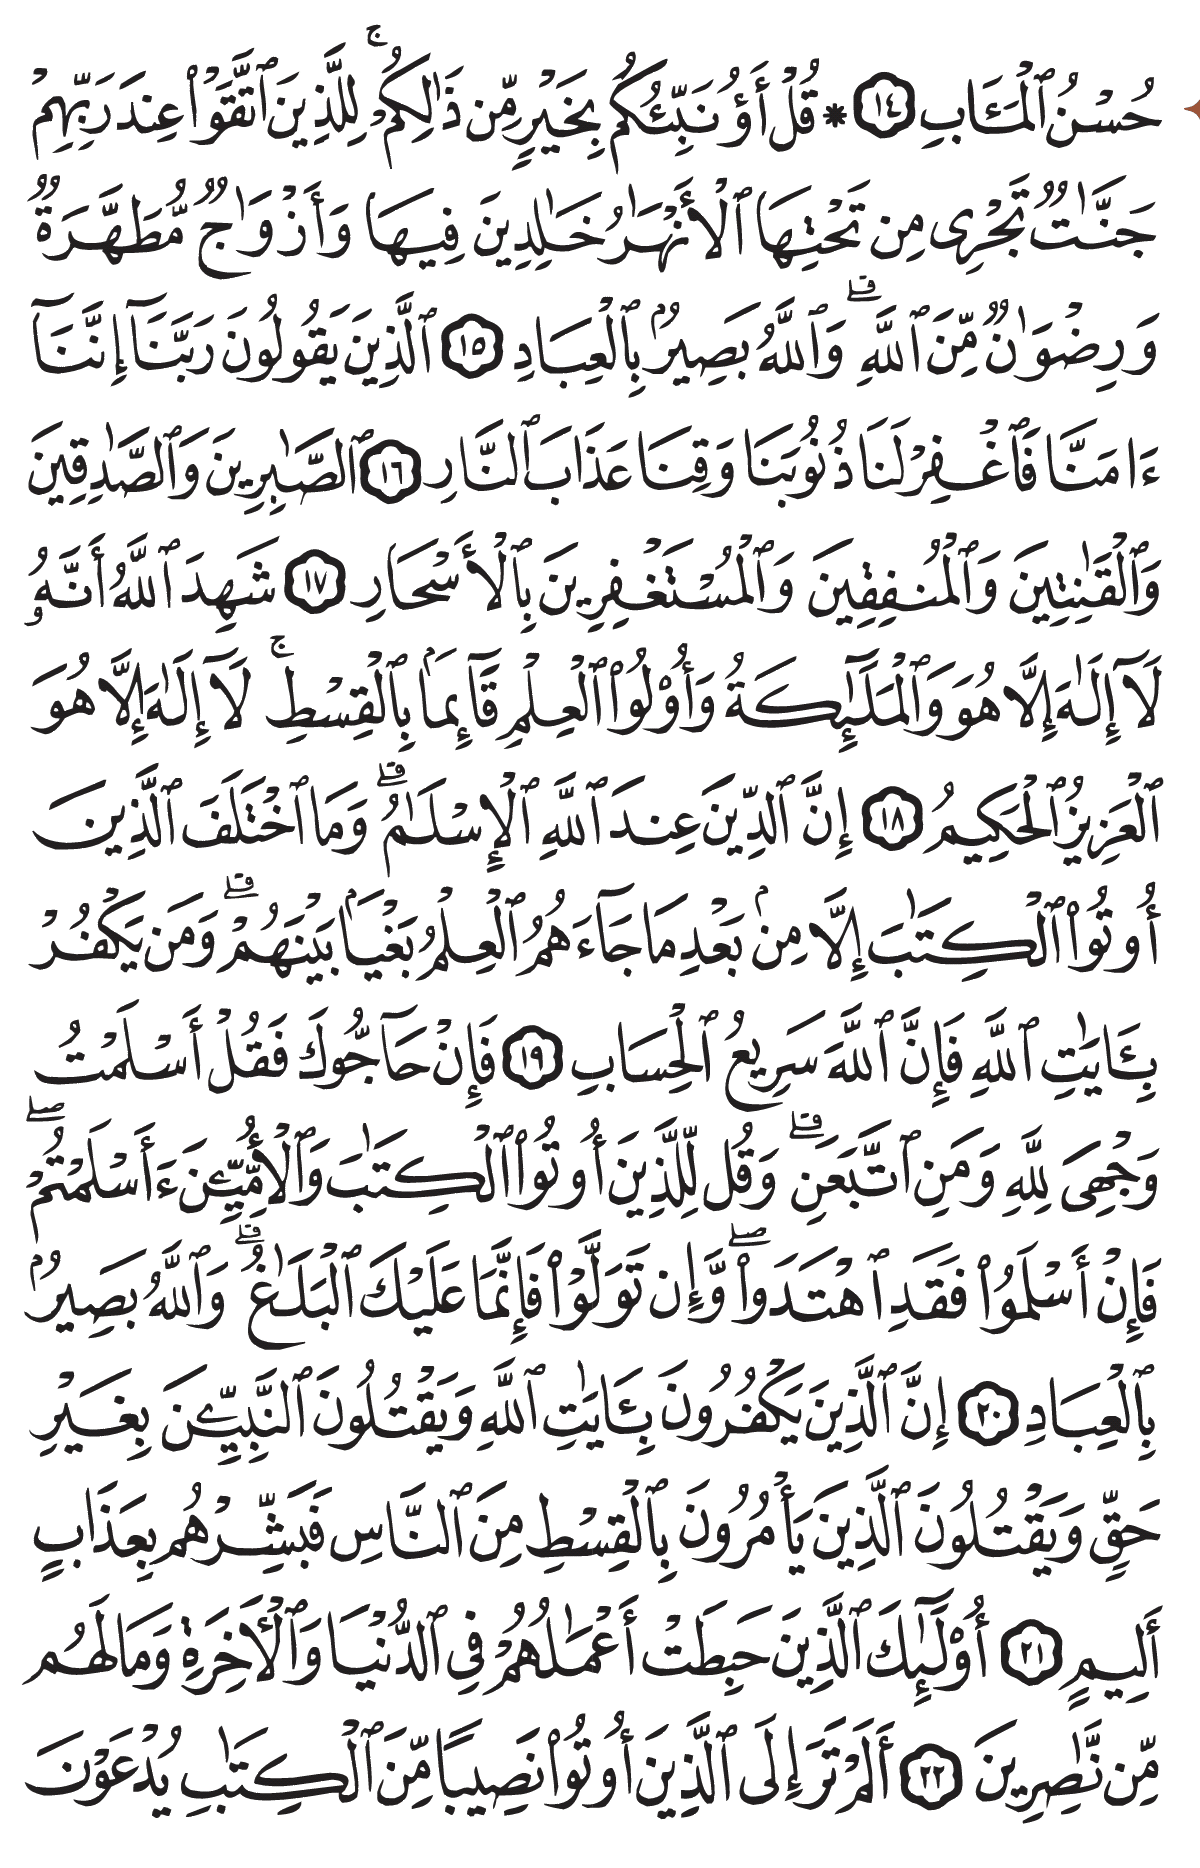 حُسْنُ ٱلْمَـَٔابِ ١٤ * قُلْ أَؤُنَبِّئُكُم بِخَيْرٍ مِّن ذَٰلِكُمْ ۚ لِلَّذِينَ ٱتَّقَوْا۟ عِندَ رَبِّهِمْ
جَنَّـٰتٌ تَجْرِى مِن تَحْتِهَا ٱلْأَنْهَـٰرُ خَـٰلِدِينَ فِيهَا وَأَزْوَٰجٌ مُّطَهَّرَةٌ
وَرِضْوَٰنٌ مِّنَ ٱللَّهِ ۗ وَٱللَّهُ بَصِيرٌۢ بِٱلْعِبَادِ ١٥ ٱلَّذِينَ يَقُولُونَ رَبَّنَآ إِنَّنَآ
ءَامَنَّا فَٱغْفِرْ لَنَا ذُنُوبَنَا وَقِنَا عَذَابَ ٱلنَّارِ ١٦ ٱلصَّـٰبِرِينَ وَٱلصَّـٰدِقِينَ
وَٱلْقَـٰنِتِينَ وَٱلْمُنفِقِينَ وَٱلْمُسْتَغْفِرِينَ بِٱلْأَسْحَارِ ١٧ شَهِدَ ٱللَّهُ أَنَّهُۥ
لَآ إِلَـٰهَ إِلَّا هُوَ وَٱلْمَلَـٰٓئِكَةُ وَأُو۟لُوا۟ ٱلْعِلْمِ قَآئِمًۢا بِٱلْقِسْطِ ۚ لَآ إِلَـٰهَ إِلَّا هُوَ
ٱلْعَزِيزُ ٱلْحَكِيمُ ١٨ إِنَّ ٱلدِّينَ عِندَ ٱللَّهِ ٱلْإِسْلَـٰمُ ۗ وَمَا ٱخْتَلَفَ ٱلَّذِينَ
أُوتُوا۟ ٱلْكِتَـٰبَ إِلَّا مِنۢ بَعْدِ مَا جَآءَهُمُ ٱلْعِلْمُ بَغْيًۢا بَيْنَهُمْ ۗ وَمَن يَكْفُرْ
بِـَٔايَـٰتِ ٱللَّهِ فَإِنَّ ٱللَّهَ سَرِيعُ ٱلْحِسَابِ ١٩ فَإِنْ حَآجُّوكَ فَقُلْ أَسْلَمْتُ
وَجْهِىَ لِلَّهِ وَمَنِ ٱتَّبَعَنِ ۗ وَقُل لِّلَّذِينَ أُوتُوا۟ ٱلْكِتَـٰبَ وَٱلْأُمِّيِّـۧنَ ءَأَسْلَمْتُمْ ۚ
فَإِنْ أَسْلَمُوا۟ فَقَدِ ٱهْتَدَوا۟ ۖ وَّإِن تَوَلَّوْا۟ فَإِنَّمَا عَلَيْكَ ٱلْبَلَـٰغُ ۗ وَٱللَّهُ بَصِيرٌۢ
بِٱلْعِبَادِ ٢٠ إِنَّ ٱلَّذِينَ يَكْفُرُونَ بِـَٔايَـٰتِ ٱللَّهِ وَيَقْتُلُونَ ٱلنَّبِيِّـۧنَ بِغَيْرِ
حَقٍّ وَيَقْتُلُونَ ٱلَّذِينَ يَأْمُرُونَ بِٱلْقِسْطِ مِنَ ٱلنَّاسِ فَبَشِّرْهُم بِعَذَابٍ
أَلِيمٍ ٢١ أُو۟لَـٰٓئِكَ ٱلَّذِينَ حَبِطَتْ أَعْمَـٰلُهُمْ فِى ٱلدُّنْيَا وَٱلْـَٔاخِرَةِ وَمَا لَهُم
مِّن نَّـٰصِرِينَ ٢٢ أَلَمْ تَرَ إِلَى ٱلَّذِينَ أُوتُوا۟ نَصِيبًا مِّنَ ٱلْكِتَـٰبِ يُدْعَوْنَ